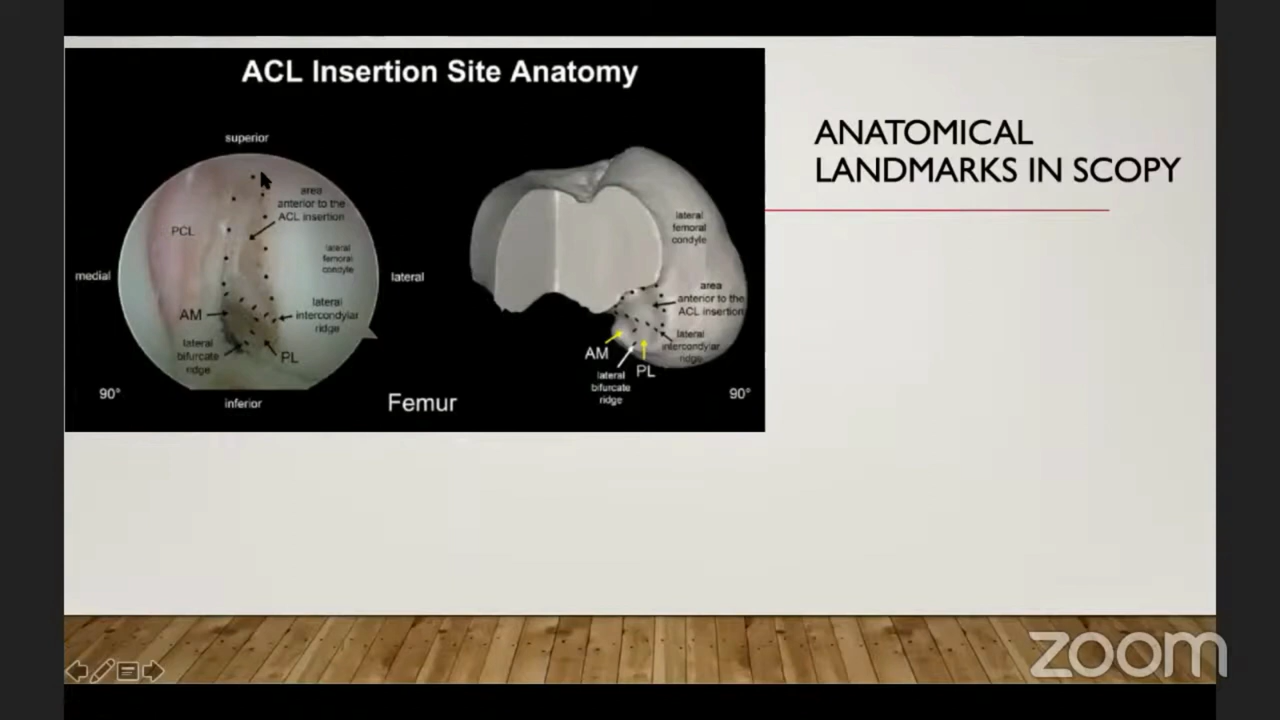 ACL Insertion Site Anatomy
ANATOMICAL
LANDMARKS IN SCOPY
superior
area
anterior to the
ACL insertion
PCL
lateral
femoral
condyle
medial
lateral
AM
lateral
intercondylar
ridge
lateral
bifurcate
ridge
PL
90°
inferior
Femur
lateral
femoral
condyle
area
anterior to the
ACL insertion
lateral
intercondylar
ridge
AM
PL
lateral
bifurcate
ridge
90°
zoom